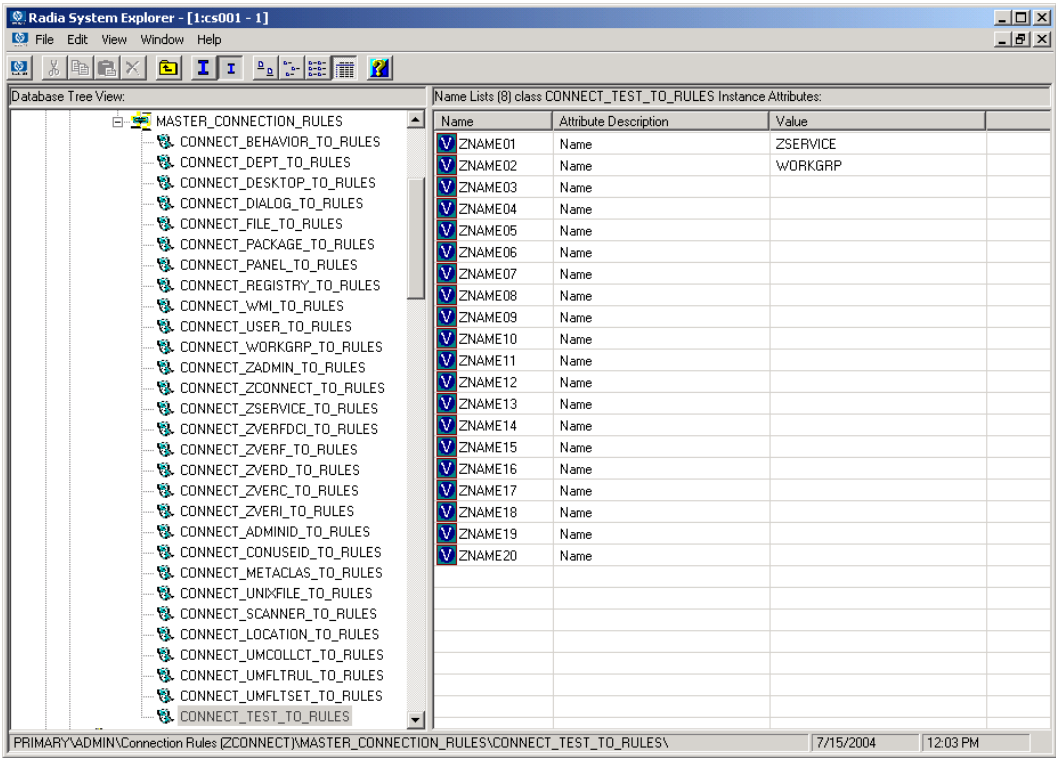 Radia System Explorer - [1:cs001 - 1]
File Edit View Window Help
Database Tree View:
MASTER_CONNECTION_RULES
CONNECT_BEHAVIOR_TO_RULES
CONNECT_DEPT_TO_RULES
CONNECT_DESKTOP_TO_RULES
CONNECT_DIALOG_TO_RULES
CONNECT_FILE_TO_RULES
CONNECT_PACKAGE_TO_RULES
CONNECT_PANEL_TO_RULES
CONNECT_REGISTRY_TO_RULES
CONNECT_WMI_TO_RULES
CONNECT_USER_TO_RULES
CONNECT_WORKGRP_TO_RULES
CONNECT_ZADMIN_TO_RULES
CONNECT_ZCONNECT_TO_RULES
CONNECT_ZSERVICE_TO_RULES
CONNECT_ZVERFDCI_TO_RULES
CONNECT_ZVERF_TO_RULES
CONNECT_ZVERD_TO_RULES
CONNECT_ZVERC_TO_RULES
CONNECT_ZVERI_TO_RULES
CONNECT_ADMINID_TO_RULES
CONNECT_CONUSEID_TO_RULES
CONNECT_METACLAS_TO_RULES
CONNECT_UNIXFILE_TO_RULES
CONNECT_SCANNER_TO_RULES
CONNECT_LOCATION_TO_RULES
CONNECT_UMCOLLCT_TO_RULES
CONNECT_UMFLTRUL_TO_RULES
CONNECT_UMFLTSET_TO_RULES
CONNECT_TEST_TO_RULES
Name Lists (8) class CONNECT_TEST_TO_RULES Instance Attributes:
Name Attribute Description Value
V ZNAME01 Name ZSERVICE
V ZNAME02 Name WORKGRP
V ZNAME03 Name
V ZNAME04 Name
V ZNAME05 Name
V ZNAME06 Name
V ZNAME07 Name
V ZNAME08 Name
V ZNAME09 Name
V ZNAME10 Name
V ZNAME11 Name
V ZNAME12 Name
V ZNAME13 Name
V ZNAME14 Name
V ZNAME15 Name
V ZNAME16 Name
V ZNAME17 Name
V ZNAME18 Name
V ZNAME19 Name
V ZNAME20 Name
PRIMARY\ADMIN\Connection Rules (ZCONNECT)\MASTER_CONNECTION_RULES\CONNECT_TEST_TO_RULES\ 7/15/2004 12:03 PM